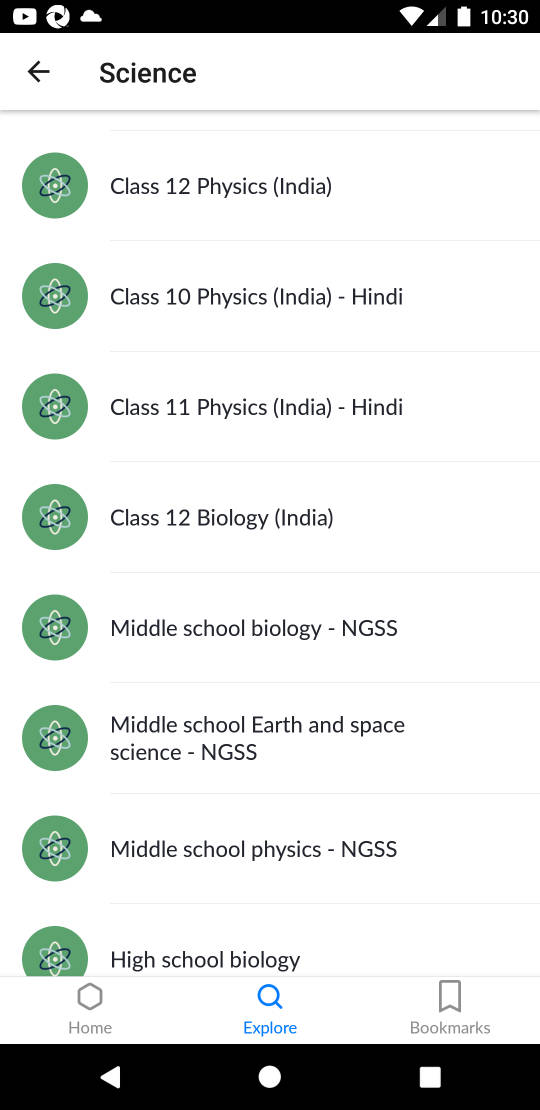 10:30
Science
Class 12 Physics (India)
Class 10 Physics (India) - Hindi
Class 11 Physics (India) - Hindi
Class 12 Biology (India)
Middle school biology - NGSS
Middle school Earth and space
science - NGSS
Middle school physics - NGSS
High school biology
Home
Explore
Bookmarks